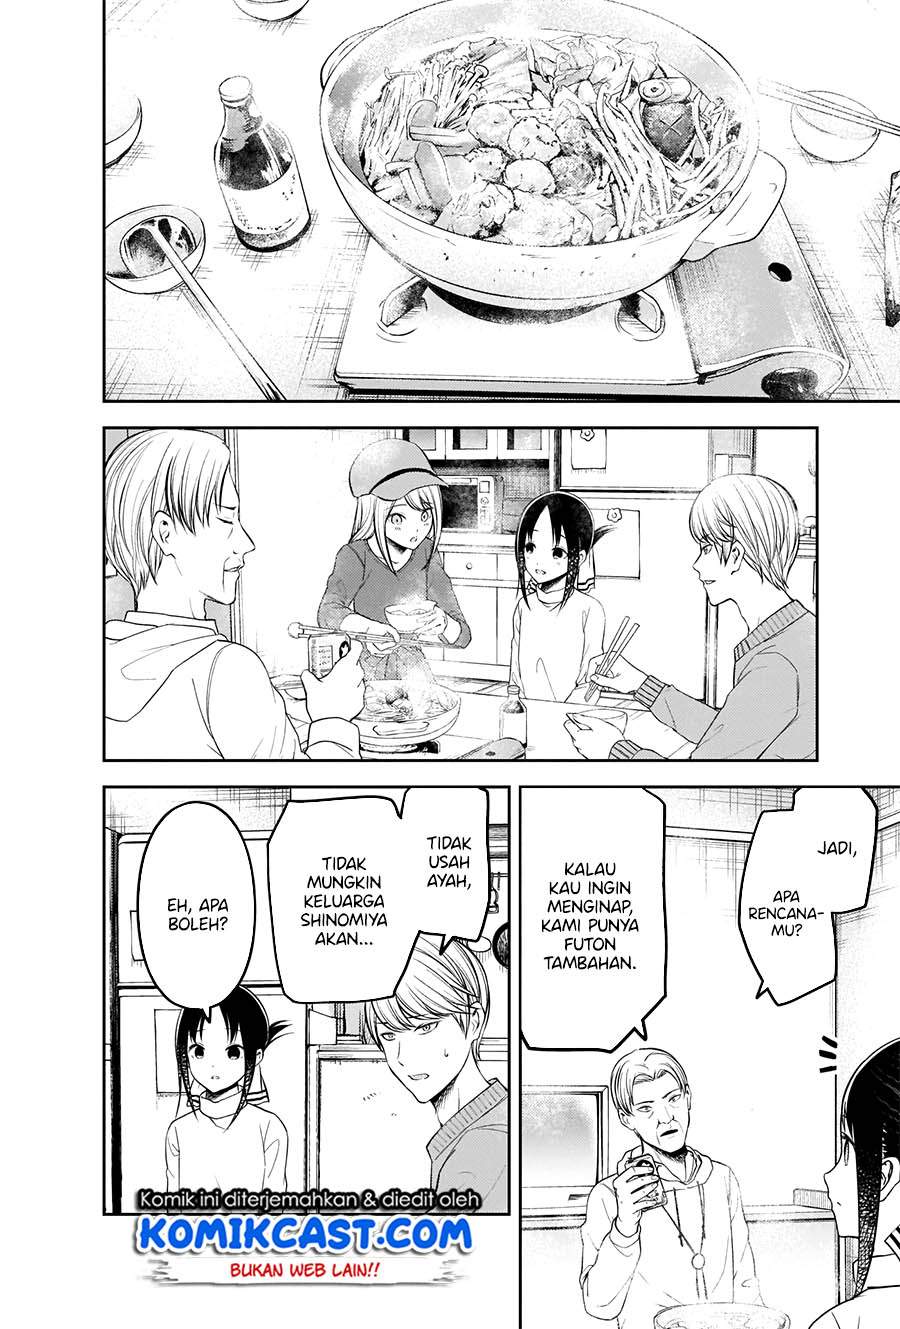 JADI,
APA
RENCANA-
MU?
KALAU
KAU INGIN
MENGINAP,
KAMI PUNYA
FUTON
TAMBAHAN.
TIDAK
USAH
AYAH,
TIDAK
MUNGKIN
KELUARGA
SHINOMIYA
AKAN...
EH, APA
BOLEH?
Komik ini diterjemahkan & diedit oleh
KOMIKCAST.COM
BUKAN WEB LAIN!!